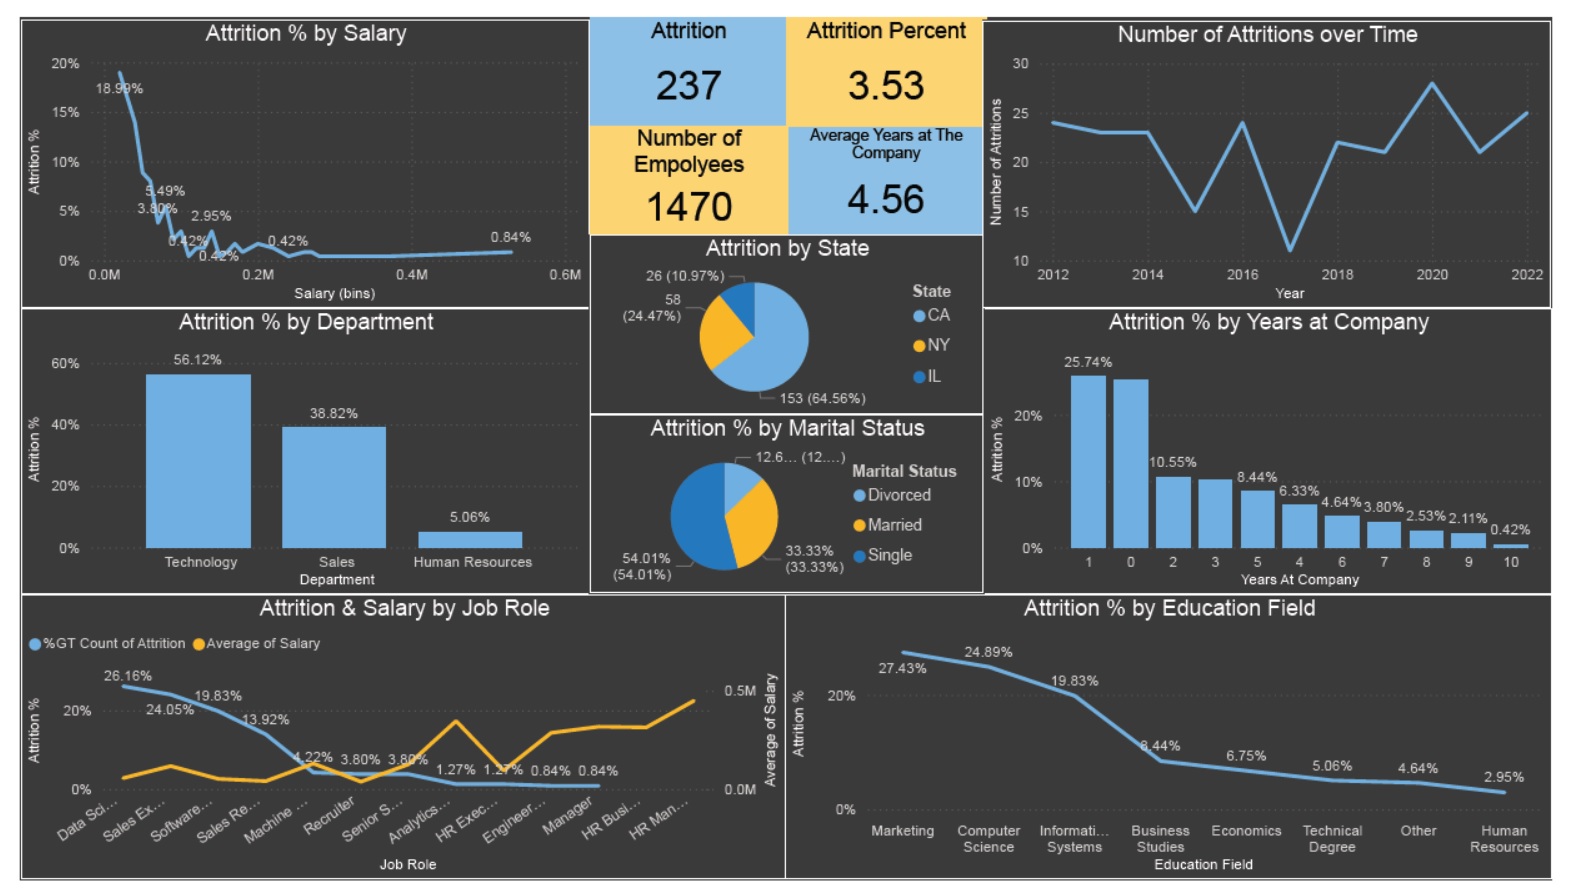 Attrition % by Salary
20%
15%
10%
5%
0%
Attrition %
18.99%
5.49%
3.80%
2.95%
0.42%
0.42%
0.42%
0.84%
0.0M
0.2M
0.4M
0.6M
Salary (bins)
Attrition
237
Attrition Percent
3.53
Number of
Empolyees
1470
Average Years at The
Company
4.56
Number of Attritions over Time
30
25
20
15
10
Number of Attritions
2012
2014
2016
2018
2020
2022
Year
Attrition by State
26 (10.97%)
58
(24.47%)
153 (64.56%)
State
CA
NY
IL
Attrition % by Department
60%
40%
20%
0%
Attrition %
56.12%
38.82%
5.06%
Technology
Sales
Human Resources
Department
Attrition % by Marital Status
12.6... (12....)
33.33%
(33.33%)
54.01%
(54.01%)
Marital Status
Divorced
Married
Single
Attrition % by Years at Company
20%
10%
0%
Attrition %
25.74%
10.55%
8.44%
6.33%
4.64%
3.80%
2.53%
2.11%
0.42%
1
0
2
3
5
4
6
7
8
9
10
Years At Company
Attrition & Salary by Job Role
%GT Count of Attrition
Average of Salary
20%
0%
Attrition %
26.16%
24.05%
19.83%
13.92%
4.22%
3.80%
3.80%
1.27%
1.27%
0.84%
0.84%
0.5M
0.0M
Average of Salary
Data Sci...
Sales Ex...
Software...
Sales Re...
Machine ...
Recruiter
Senior S...
Analytics...
HR Exec...
Engineer...
Manager
HR Busi...
HR Man...
Job Role
Attrition % by Education Field
20%
0%
Attrition %
27.43%
24.89%
19.83%
8.44%
6.75%
5.06%
4.64%
2.95%
Marketing
Computer
Science
Informati...
Systems
Business
Studies
Economics
Technical
Degree
Other
Human
Resources
Education Field